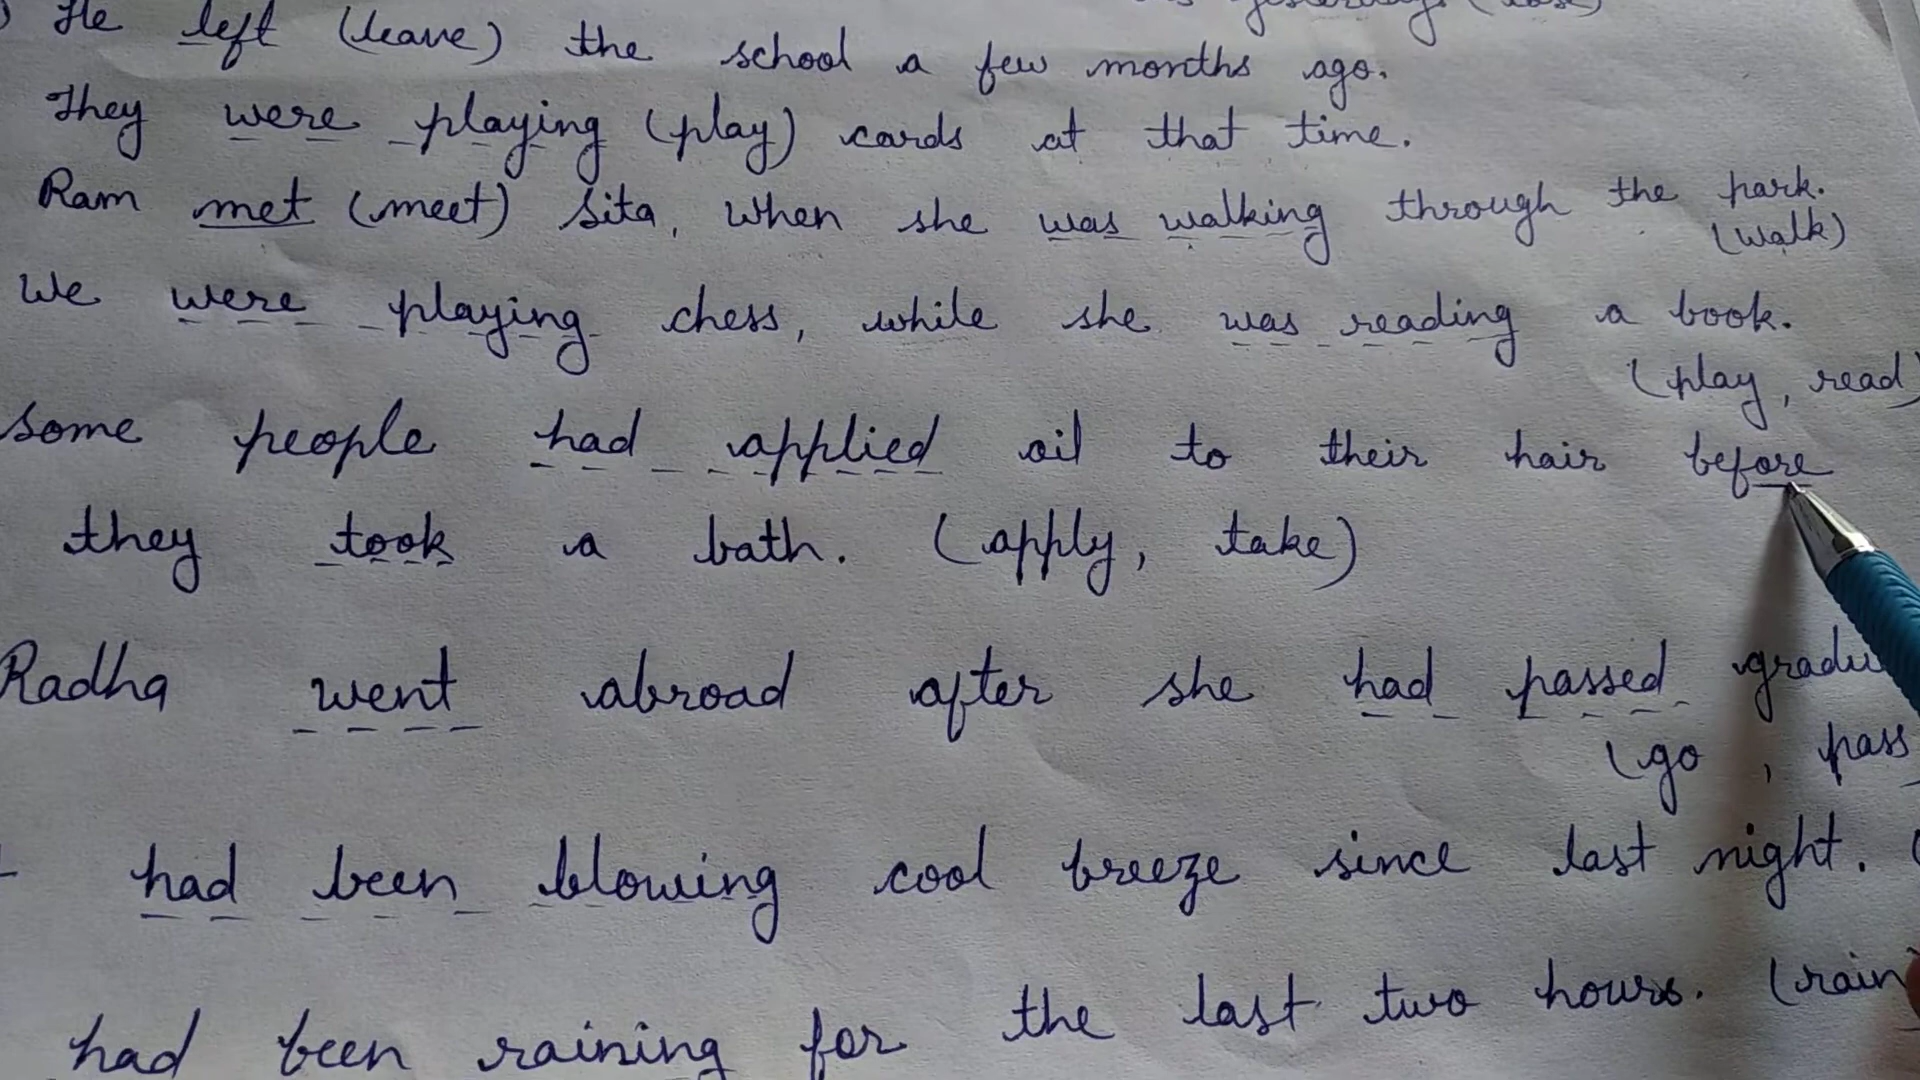 He left (leave) the school a few months ago.
They were playing (play) cards at that time.
Ram met (meet) Sita, when she was walking through the park.
(walk)
We were playing chess, while she was reading a book.
(play, read)
Some people had applied oil to their hair before
they took a bath. (apply, take)
Radha went abroad after she had passed
(go, pass
had been blowing cool breeze since last night. (
had been raining for the last two hours. (rain)